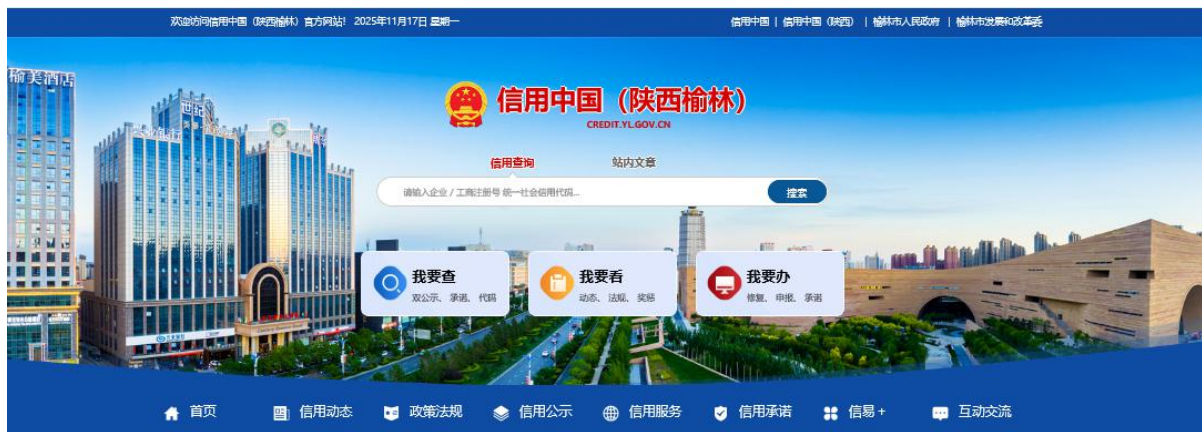 欢迎访问信用中国（陕西榆林）官方网站！ 2025年11月17日 星期一
信用中国 | 信用中国（陕西） | 榆林市人民政府 | 榆林市发展和改革委
榆美酒店
世纪
信用中国（陕西榆林）
CREDIT.YL.GOV.CN
信用查询 站内文章
请输入企业 / 工商注册号 统一社会信用代码...
搜索
我要查
双公示、承诺、代码
我要看
动态、法规、奖惩
我要办
修复、申报、承诺
首页 信用动态 政策法规 信用公示 信用服务 信用承诺 信易+ 互动交流